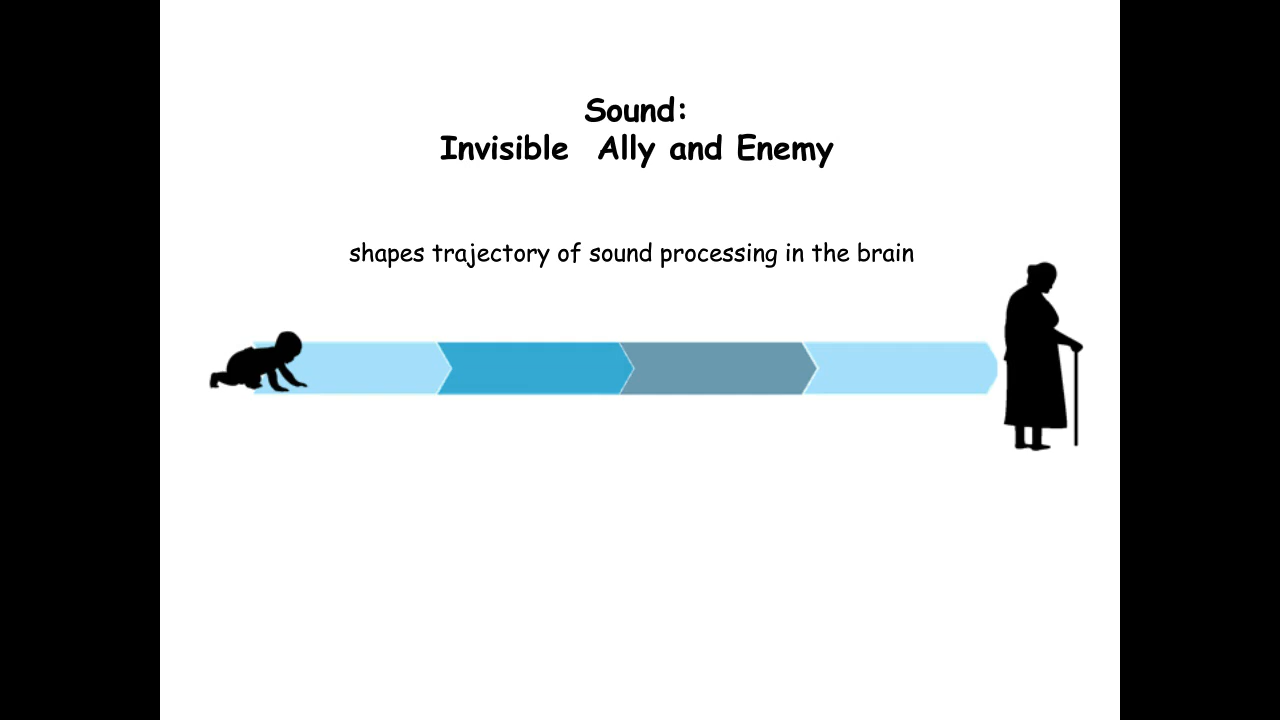 Sound:
Invisible  Ally and Enemy
shapes trajectory of sound processing in the brain